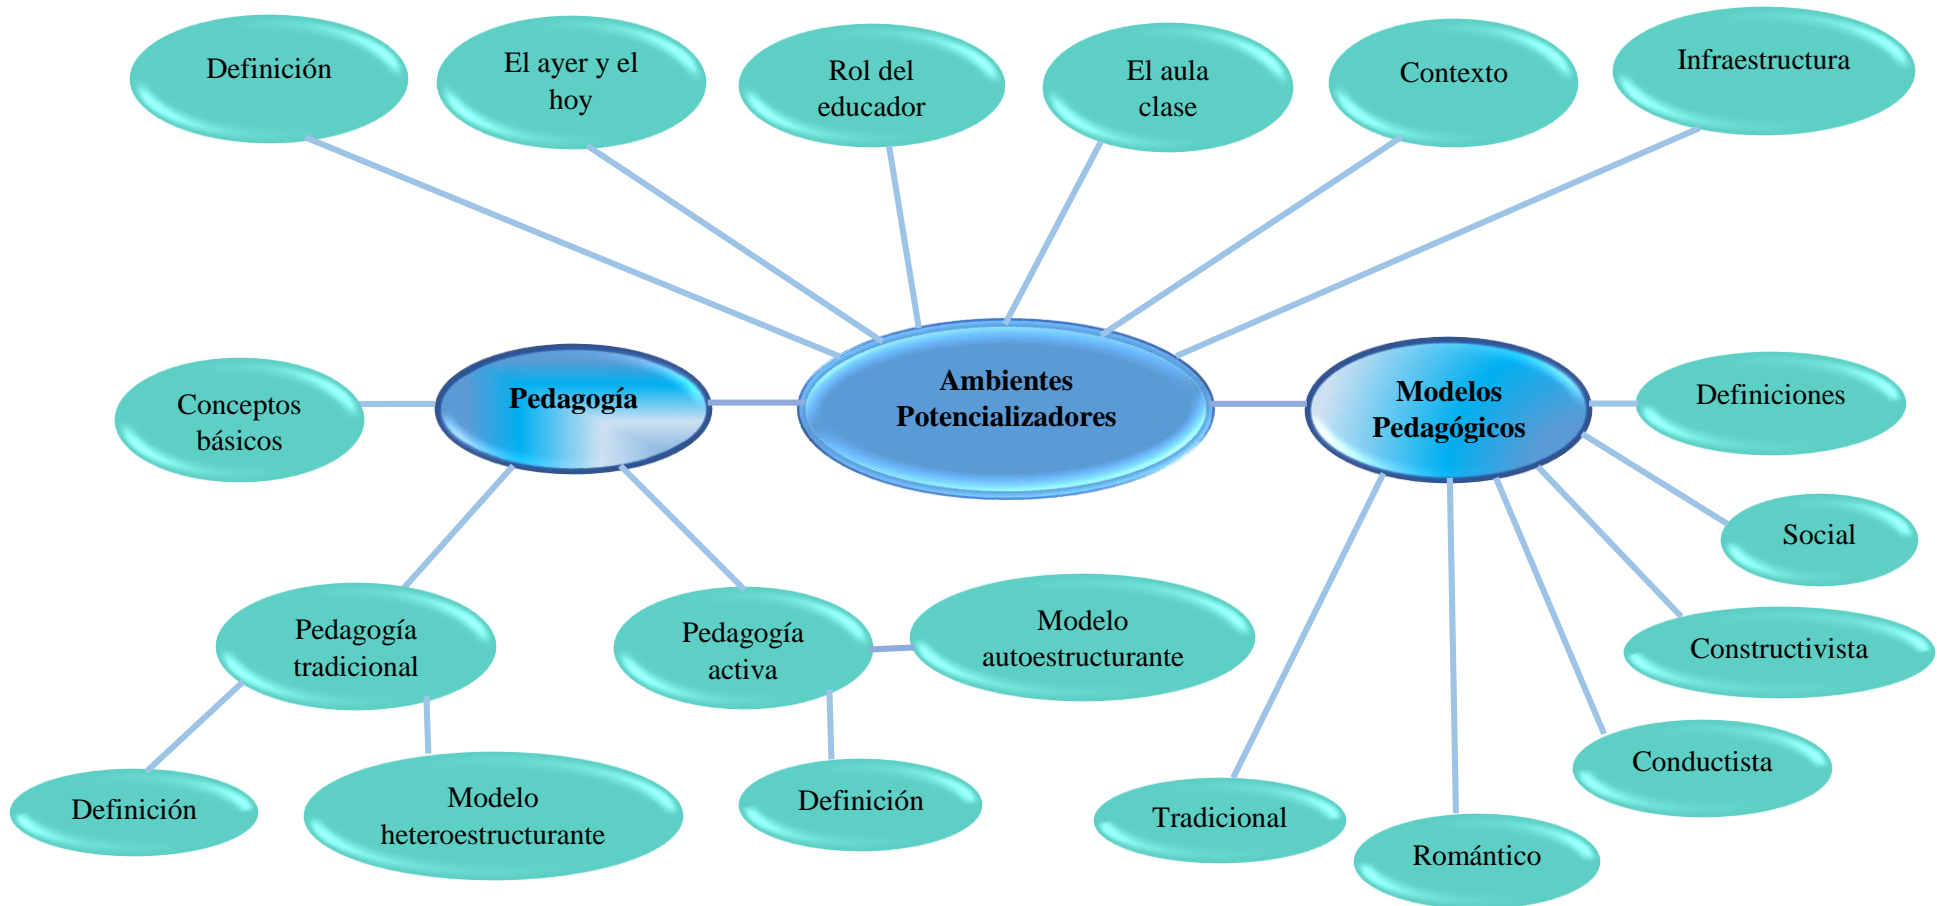 Definición
El ayer y el
hoy
Rol del
educador
El aula
clase
Contexto
Infraestructura
Conceptos
básicos
Pedagogía
Ambientes
Potencializadores
Modelos
Pedagógicos
Definiciones
Social
Pedagogía
tradicional
Pedagogía
activa
Modelo
autoestructurante
Constructivista
Definición
Modelo
heteroestructurante
Definición
Tradicional
Romántico
Conductista